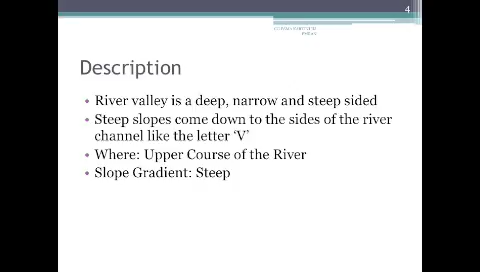 4
Description
• River valley is a deep, narrow and steep sided
• Steep slopes come down to the sides of the river
channel like the letter ‘V’
• Where: Upper Course of the River
• Slope Gradient: Steep